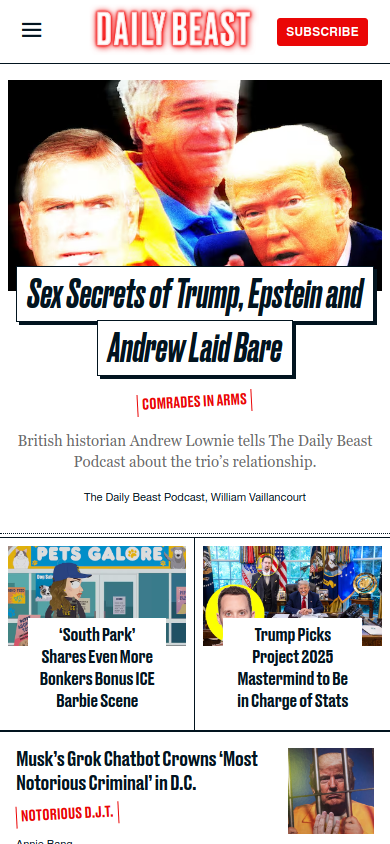 DAILY BEAST
SUBSCRIBE
Sex Secrets of Trump, Epstein and
Andrew Laid Bare
COMRADES IN ARMS
British historian Andrew Lownie tells The Daily Beast
Podcast about the trio’s relationship.
The Daily Beast Podcast, William Vaillancourt
PETS GALORE
‘South Park’
Shares Even More
Bonkers Bonus ICE
Barbie Scene
Trump Picks
Project 2025
Mastermind to Be
in Charge of Stats
Musk’s Grok Chatbot Crowns ‘Most
Notorious Criminal’ in D.C.
NOTORIOUS D.J.T.